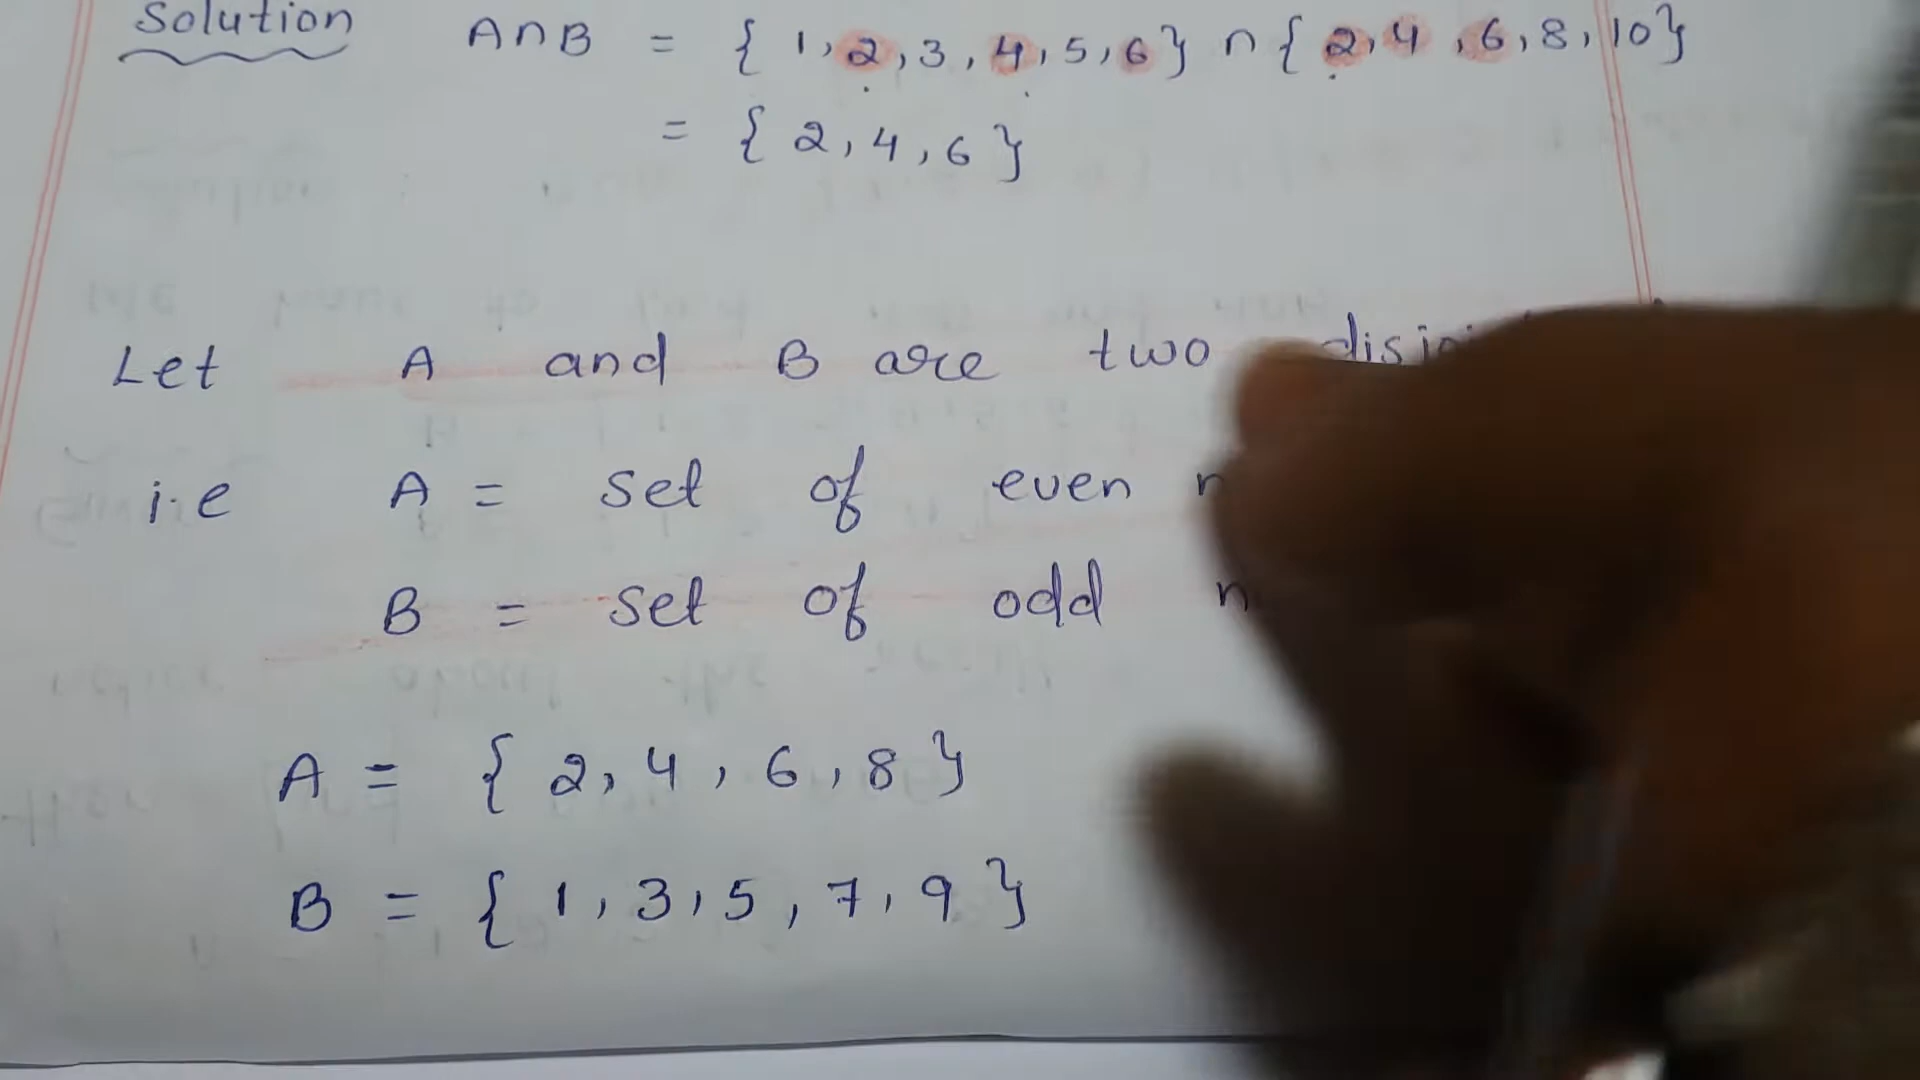 Solution A∩B = { 1, 2, 3, 4, 5, 6 } ∩ { 2, 4, 6, 8, 10 }
= { 2, 4, 6 }
Let A and B are two
i.e A = set of even
B = set of odd
A = { 2, 4, 6, 8 }
B = { 1, 3, 5, 7, 9 }